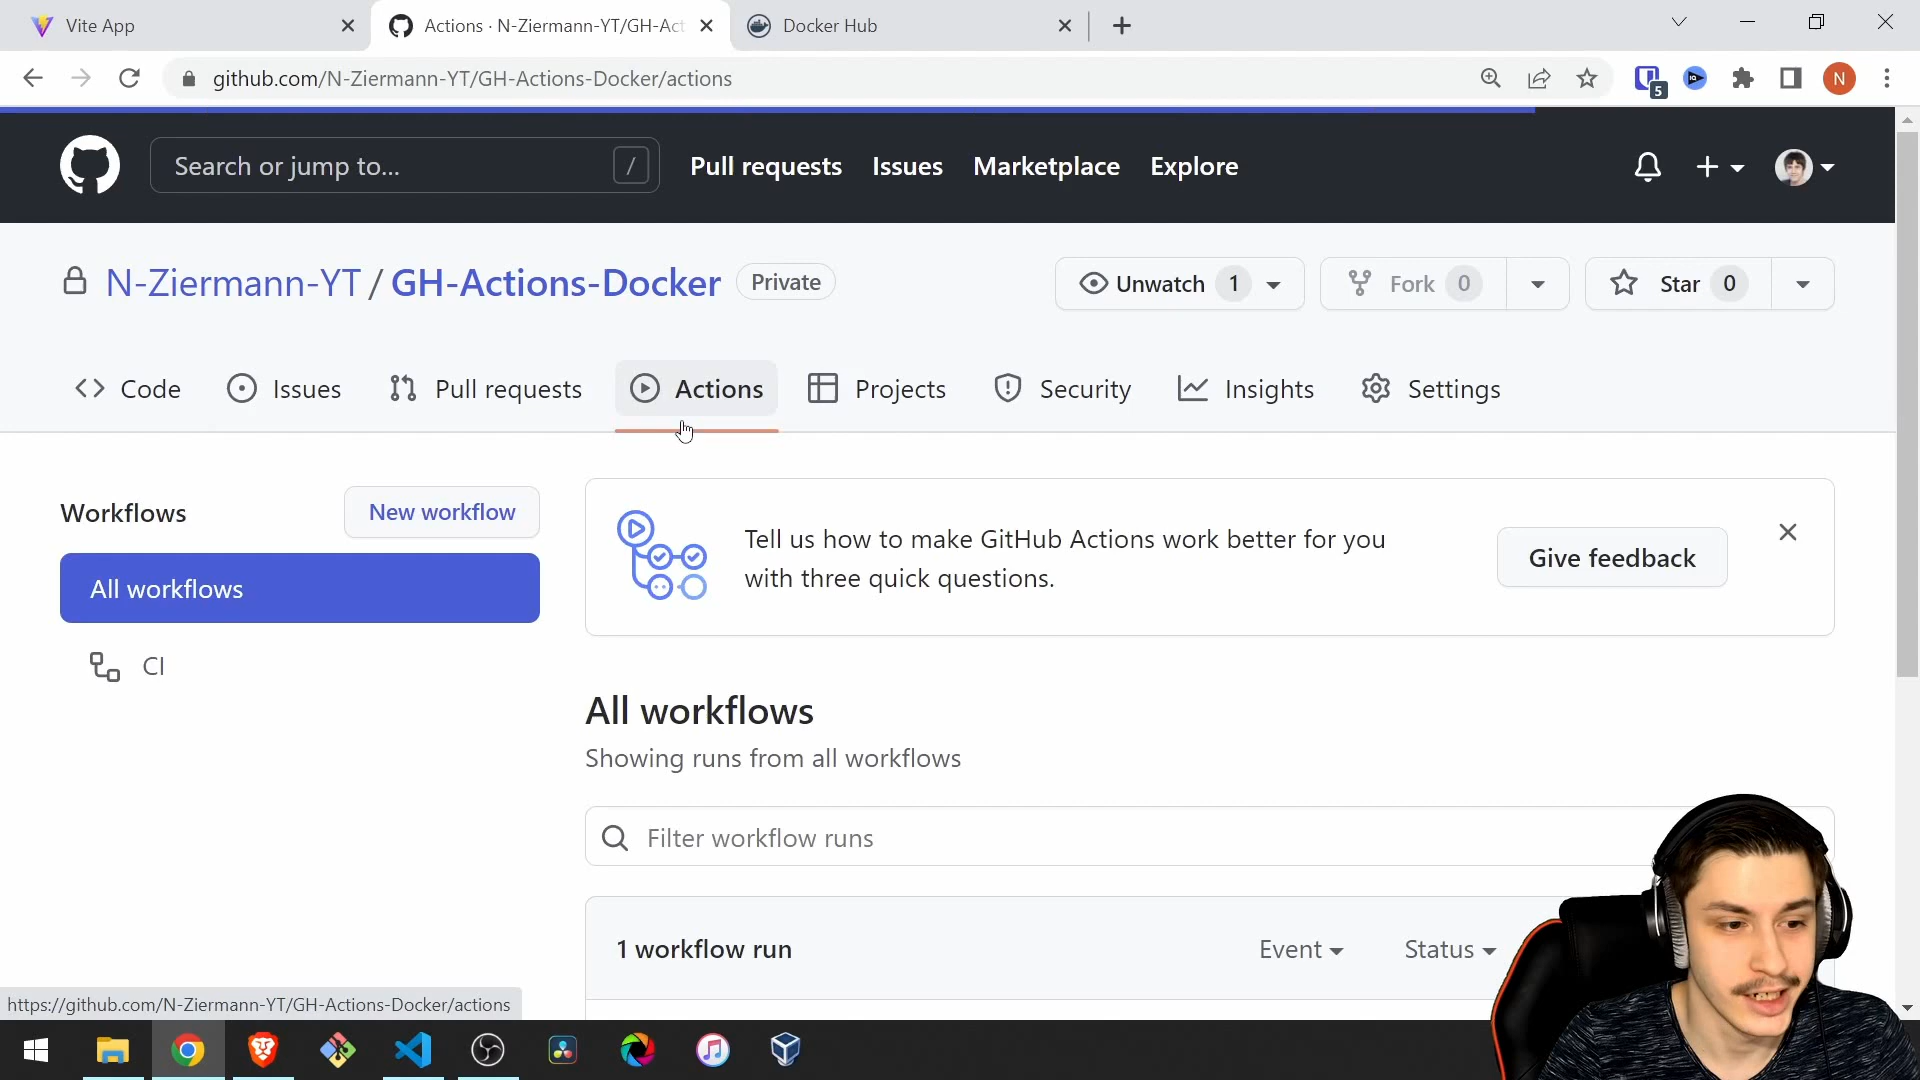 Vite App
Actions · N-Ziermann-YT/GH-Act
Docker Hub
github.com/N-Ziermann-YT/GH-Actions-Docker/actions
5
N
Search or jump to...
/
Pull requests
Issues
Marketplace
Explore
N-Ziermann-YT / GH-Actions-Docker
Private
Unwatch 1
Fork 0
Star 0
Code
Issues
Pull requests
Actions
Projects
Security
Insights
Settings
Workflows
New workflow
All workflows
CI
Tell us how to make GitHub Actions work better for you
with three quick questions.
Give feedback
All workflows
Showing runs from all workflows
Filter workflow runs
1 workflow run
Event
Status
https://github.com/N-Ziermann-YT/GH-Actions-Docker/actions